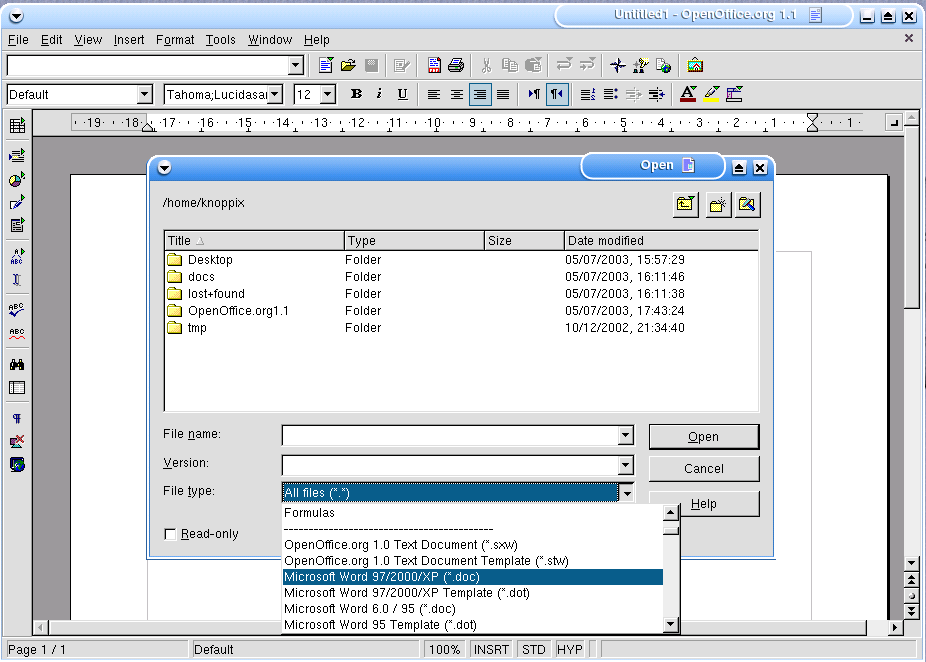 Untitled1 - OpenOffice.org 1.1
File Edit View Insert Format Tools Window Help
Default Tahoma;Lucidasan 12 B i U
19 18 17 16 15 14 13 12 11 10 9 8 7 6 5 4 3 2 1 1
Open
/home/knoppix
Title Type Size Date modified
Desktop Folder 05/07/2003, 15:57:29
docs Folder 05/07/2003, 16:11:46
lost+found Folder 05/07/2003, 16:11:38
OpenOffice.org1.1 Folder 05/07/2003, 17:43:24
tmp Folder 10/12/2002, 21:34:40
File name: Open
Version: Cancel
File type: All files (*.*)
Help
Formulas
Read-only
------------------------------------------
OpenOffice.org 1.0 Text Document (*.sxw)
OpenOffice.org 1.0 Text Document Template (*.stw)
Microsoft Word 97/2000/XP (*.doc)
Microsoft Word 97/2000/XP Template (*.dot)
Microsoft Word 6.0 / 95 (*.doc)
Microsoft Word 95 Template (*.dot)
Page 1 / 1 Default 100% INSRT STD HYP